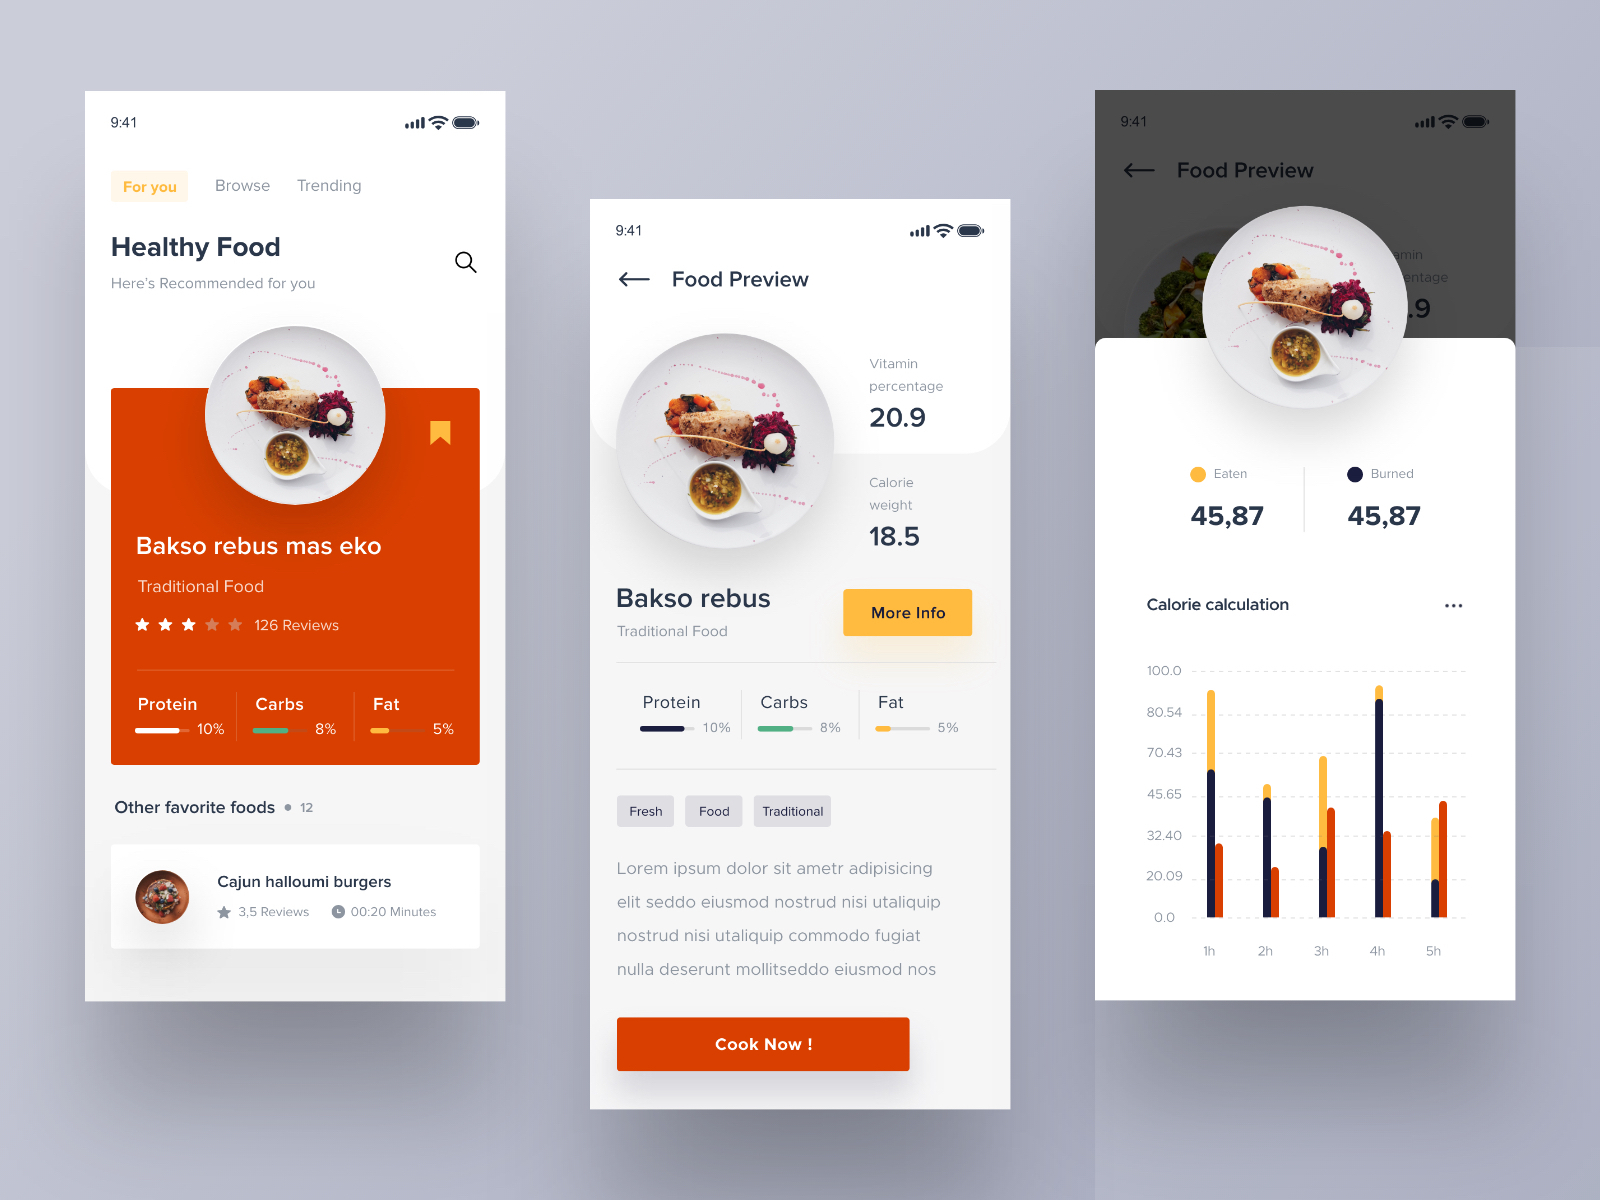 9:41
For you Browse Trending
Healthy Food
Here's Recommended for you
Bakso rebus mas eko
Traditional Food
126 Reviews
Protein Carbs Fat
10% 8% 5%
Other favorite foods • 12
Cajun halloumi burgers
3,5 Reviews 00:20 Minutes
9:41
Food Preview
Vitamin
percentage
20.9
Calorie
weight
18.5
Bakso rebus
Traditional Food
More Info
Protein Carbs Fat
10% 8% 5%
Fresh Food Traditional
Lorem ipsum dolor sit ametr adipisicing
elit seddo eiusmod nostrud nisi utaliquip
nostrud nisi utaliquip commodo fugiat
nulla deserunt mollitseddo eiusmod nos
Cook Now !
9:41
Food Preview
amin
entage
.9
Eaten Burned
45,87 45,87
Calorie calculation
100.0
80.54
70.43
45.65
32.40
20.09
0.0
1h 2h 3h 4h 5h